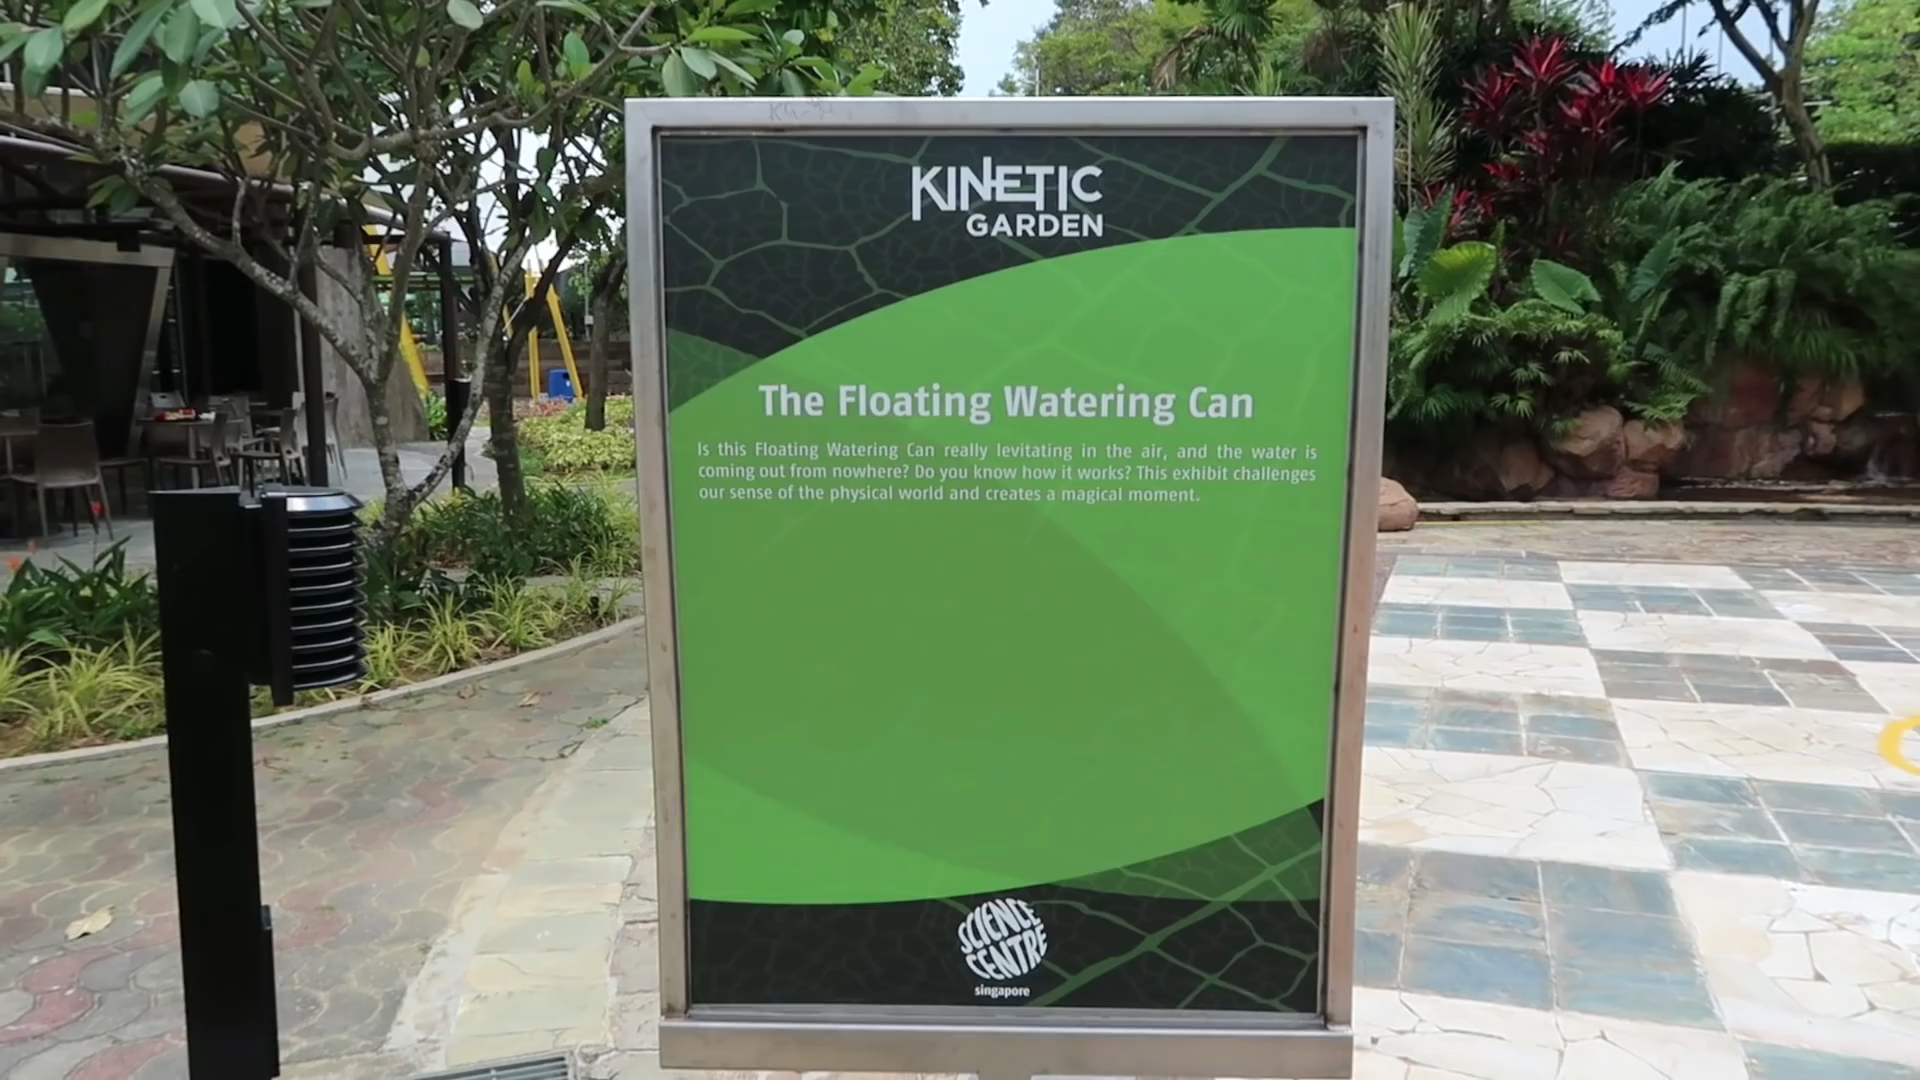 KINETIC
GARDEN
The Floating Watering Can
Is this Floating Watering Can really levitating in the air, and the water is
coming out from nowhere? Do you know how it works? This exhibit challenges
our sense of the physical world and creates a magical moment.
SCIENCE
CENTRE
singapore